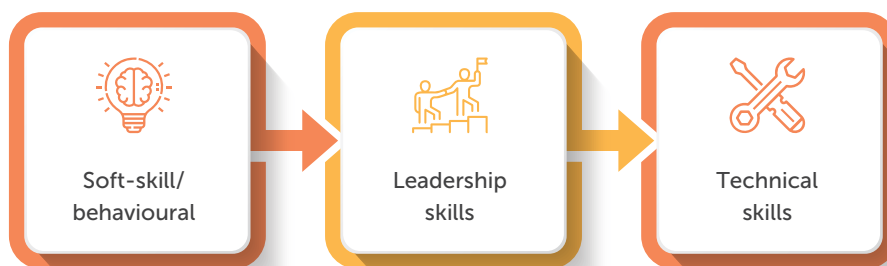 Soft-skill/
behavioural
Leadership
skills
Technical
skills